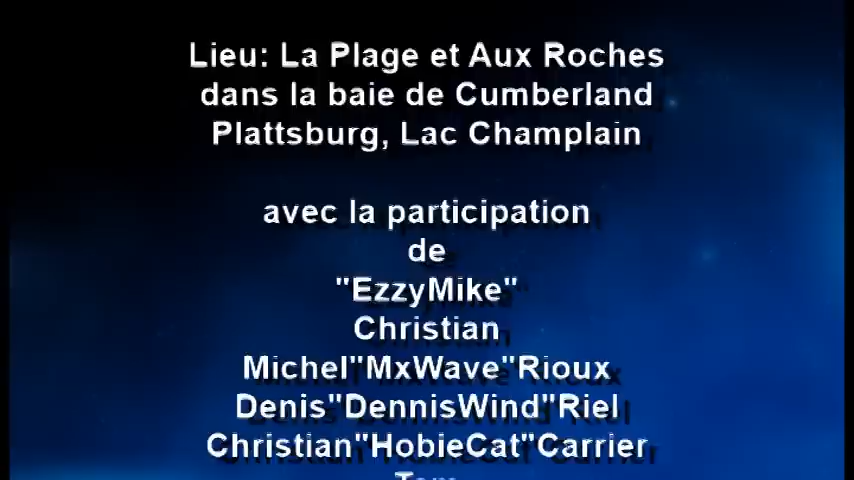 Lieu: La Plage et Aux Roches
dans la baie de Cumberland
Plattsburg, Lac Champlain
avec la participation
de
"EzzyMike"
Christian
Michel"MxWave"Rioux
Denis"DennisWind"Riel
Christian"HobieCat"Carrier